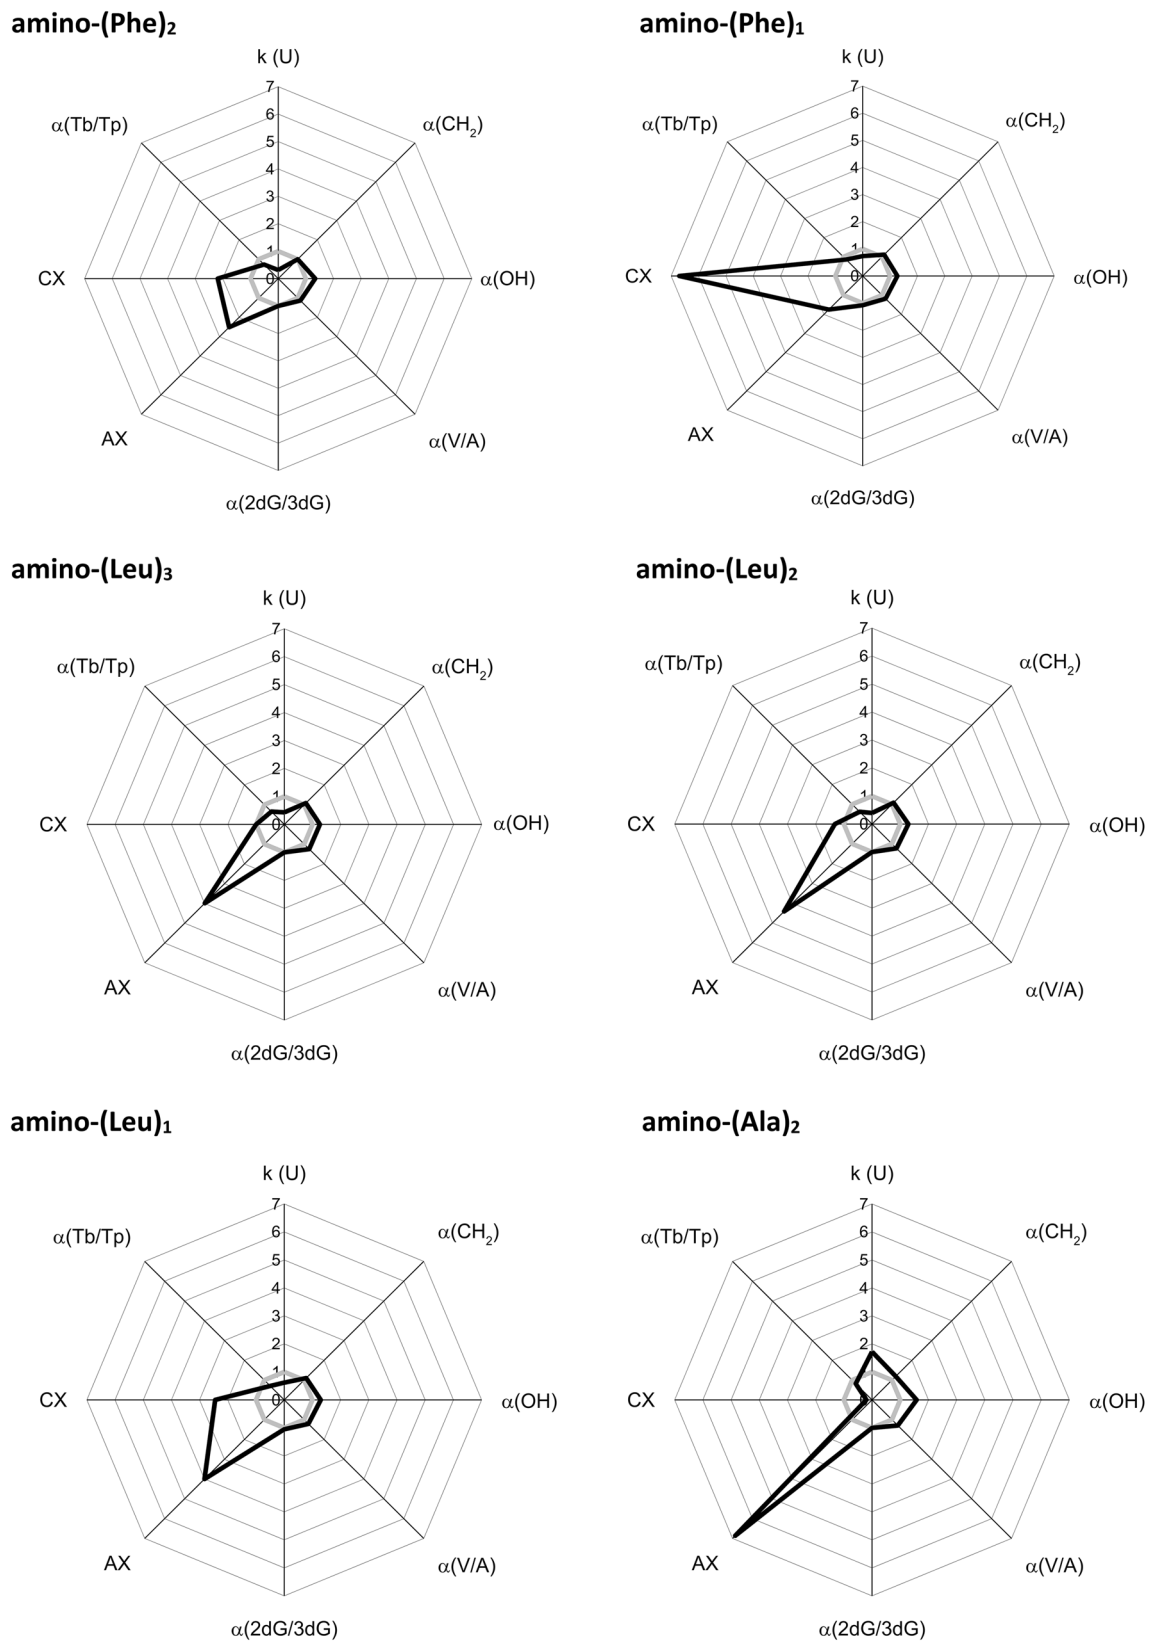 amino-(Phe)₂
k (U)
α(Tb/Tp)
α(CH₂)
7
6
5
4
3
2
1
0
CX
α(OH)
AX
α(V/A)
α(2dG/3dG)
amino-(Phe)₁
k (U)
α(Tb/Tp)
α(CH₂)
7
6
5
4
3
2
1
0
CX
α(OH)
AX
α(V/A)
α(2dG/3dG)
amino-(Leu)₃
k (U)
α(Tb/Tp)
α(CH₂)
7
6
5
4
3
2
1
0
CX
α(OH)
AX
α(V/A)
α(2dG/3dG)
amino-(Leu)₂
k (U)
α(Tb/Tp)
α(CH₂)
7
6
5
4
3
2
1
0
CX
α(OH)
AX
α(V/A)
α(2dG/3dG)
amino-(Leu)₁
k (U)
α(Tb/Tp)
α(CH₂)
7
6
5
4
3
2
1
0
CX
α(OH)
AX
α(V/A)
α(2dG/3dG)
amino-(Ala)₂
k (U)
α(Tb/Tp)
α(CH₂)
7
6
5
4
3
2
1
0
CX
α(OH)
AX
α(V/A)
α(2dG/3dG)